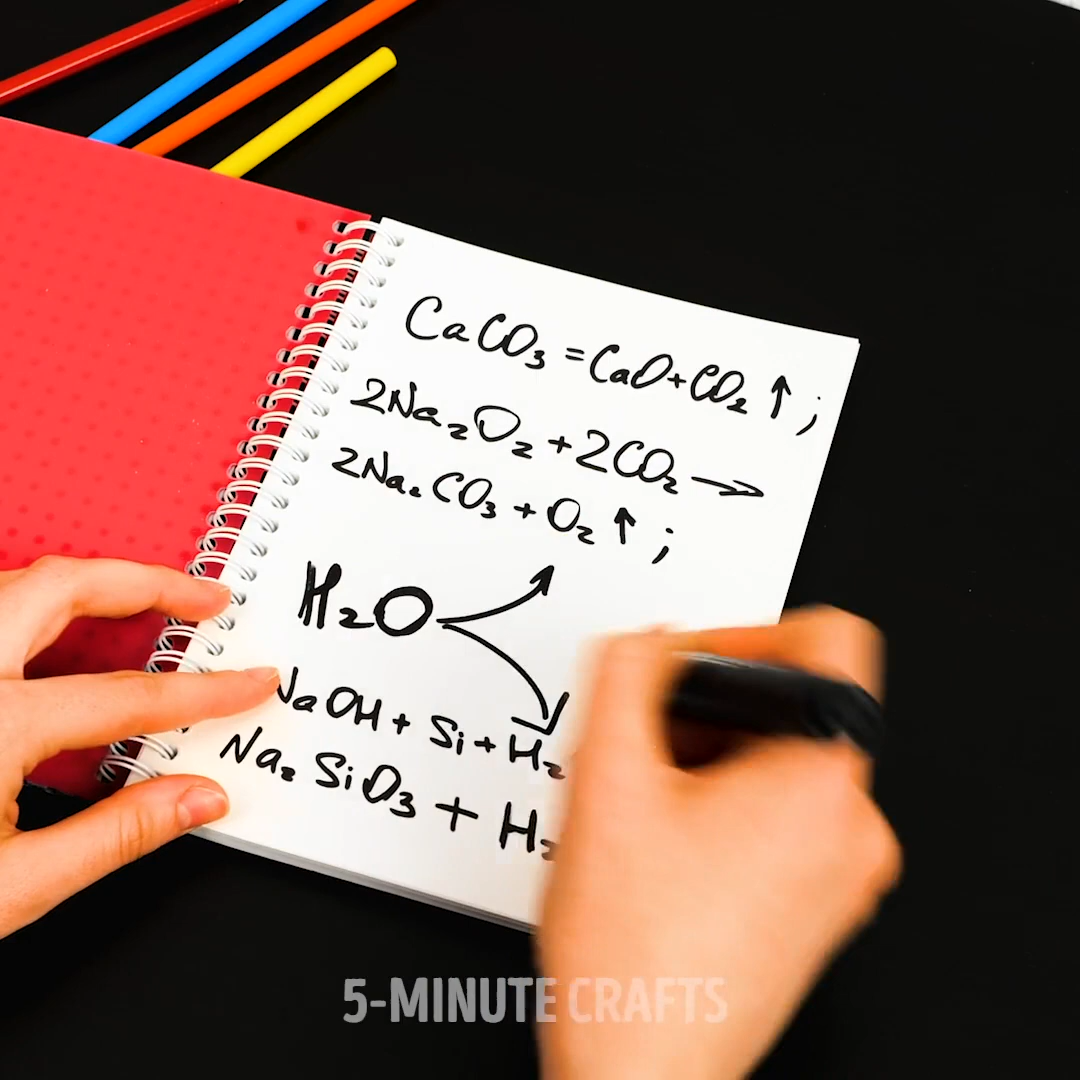 CaCO₃ = CaO + CO₂ ↑ ;
2Na₂O₂ + 2CO₂ →
2Na₂CO₃ + O₂ ↑ ;
H₂O
NaOH + Si + H₂
Na₂SiO₃ + H₂
5-MINUTE CRAFTS